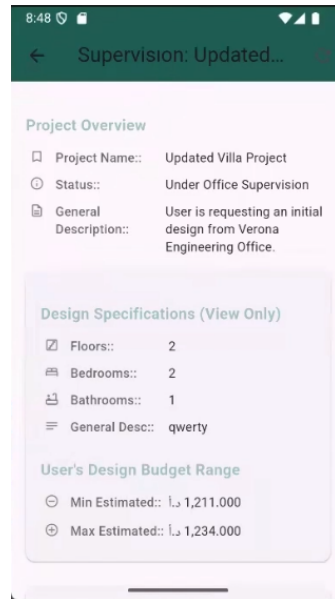 8:48
Supervision: Updated...
Project Overview
Project Name:: Updated Villa Project
Status:: Under Office Supervision
General Description:: User is requesting an initial
design from Verona
Engineering Office.
Design Specifications (View Only)
Floors:: 2
Bedrooms:: 2
Bathrooms:: 1
General Desc:: qwerty
User's Design Budget Range
Min Estimated:: د.أ 1,211.000
Max Estimated:: د.أ 1,234.000